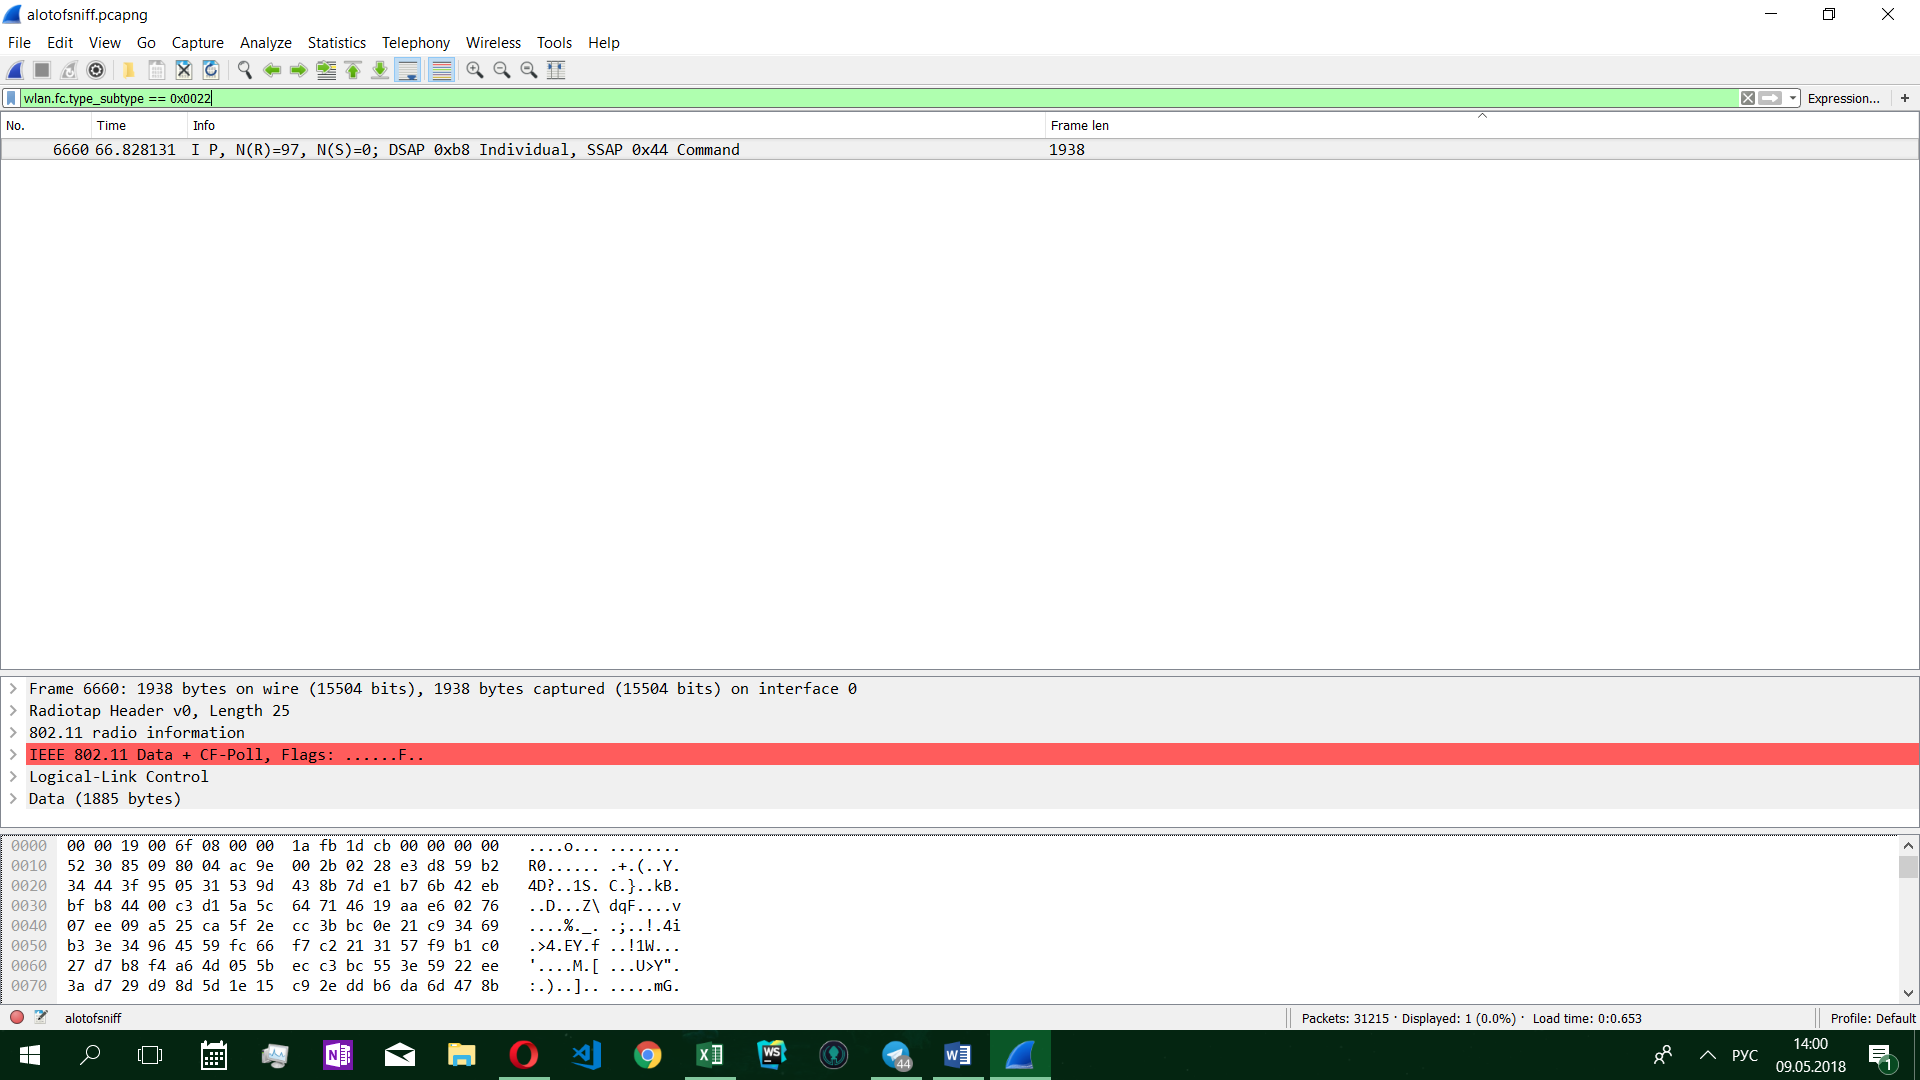 alotofsniff.pcapng
File Edit View Go Capture Analyze Statistics Telephony Wireless Tools Help
wlan.fc.type_subtype == 0x0022 Expression... +
No. Time Info Frame len
6660 66.828131 I P, N(R)=97, N(S)=0; DSAP 0xb8 Individual, SSAP 0x44 Command 1938
Frame 6660: 1938 bytes on wire (15504 bits), 1938 bytes captured (15504 bits) on interface 0
Radiotap Header v0, Length 25
802.11 radio information
IEEE 802.11 Data + CF-Poll, Flags: ......F..
Logical-Link Control
Data (1885 bytes)
0000 00 00 19 00 6f 08 00 00 1a fb 1d cb 00 00 00 00 ....o... ........
0010 52 30 85 09 80 04 ac 9e 00 2b 02 28 e3 d8 59 b2 R0...... .+.(..Y.
0020 34 44 3f 95 05 31 53 9d 43 8b 7d e1 b7 6b 42 eb 4D?..1S. C.}..kB.
0030 bf b8 44 00 c3 d1 5a 5c 64 71 46 19 aa e6 02 76 ..D...Z\ dqF....v
0040 07 ee 09 a5 25 ca 5f 2e cc 3b bc 0e 21 c9 34 69 ....%._. .;..!.4i
0050 b3 3e 34 96 45 59 fc 66 f7 c2 21 31 57 f9 b1 c0 .>4.EY.f ..!1W...
0060 27 d7 b8 f4 a6 4d 05 5b ec c3 bc 55 3e 59 22 ee '....M.[ ...U>Y".
0070 3a d7 29 d9 8d 5d 1e 15 c9 2e dd b6 da 6d 47 8b :.)..].. .....mG.
alotofsniff Packets: 31215 · Displayed: 1 (0.0%) · Load time: 0:0.653 Profile: Default
N WS 44 W РУС 14:00
09.05.2018 1